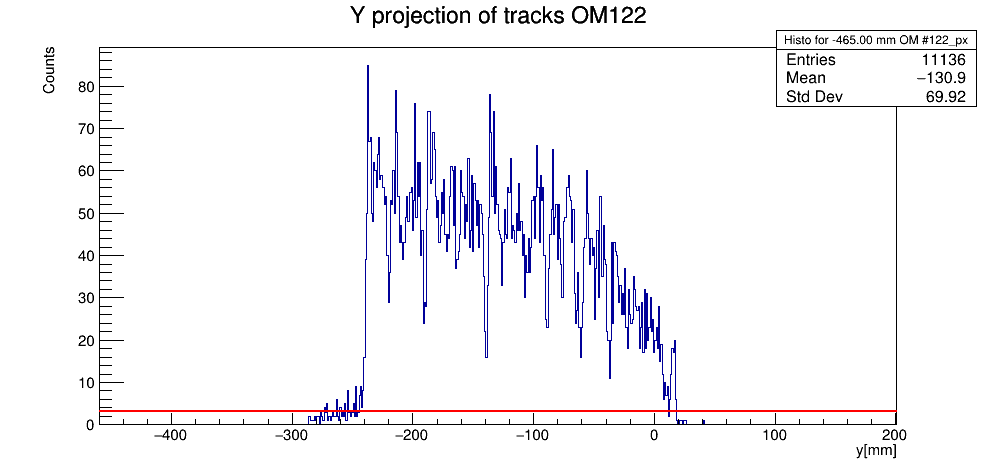 Y projection of tracks OM122
Histo for -465.00 mm OM #122_px
Entries 11136
Mean −130.9
Std Dev 69.92
Counts
80
70
60
50
40
30
20
10
0
−400 −300 −200 −100 0 100 200
y[mm]